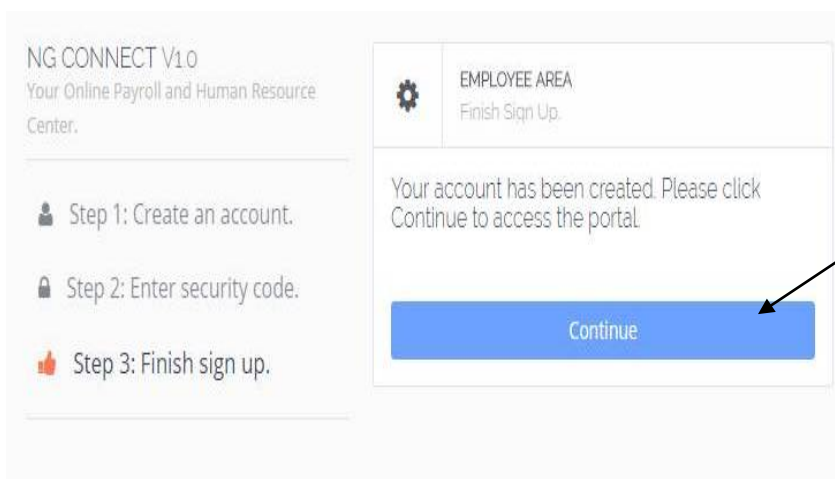 NG CONNECT V1.0
Your Online Payroll and Human Resource
Center.
Step 1: Create an account.
Step 2: Enter security code.
Step 3: Finish sign up.
EMPLOYEE AREA
Finish Sign Up.
Your account has been created. Please click
Continue to access the portal.
Continue